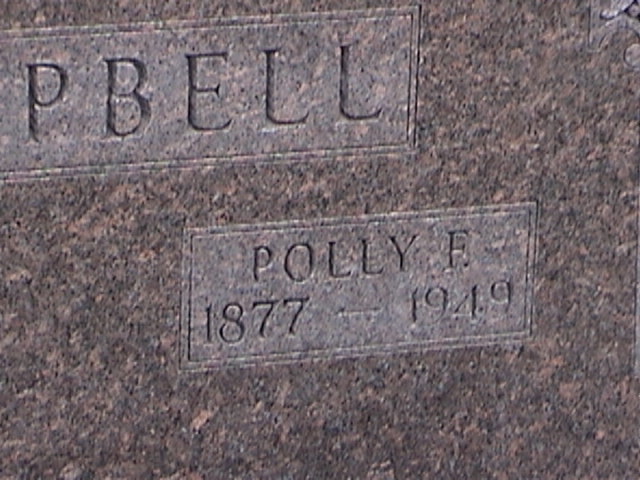 PBELL
POLLY F.
1877 — 1949